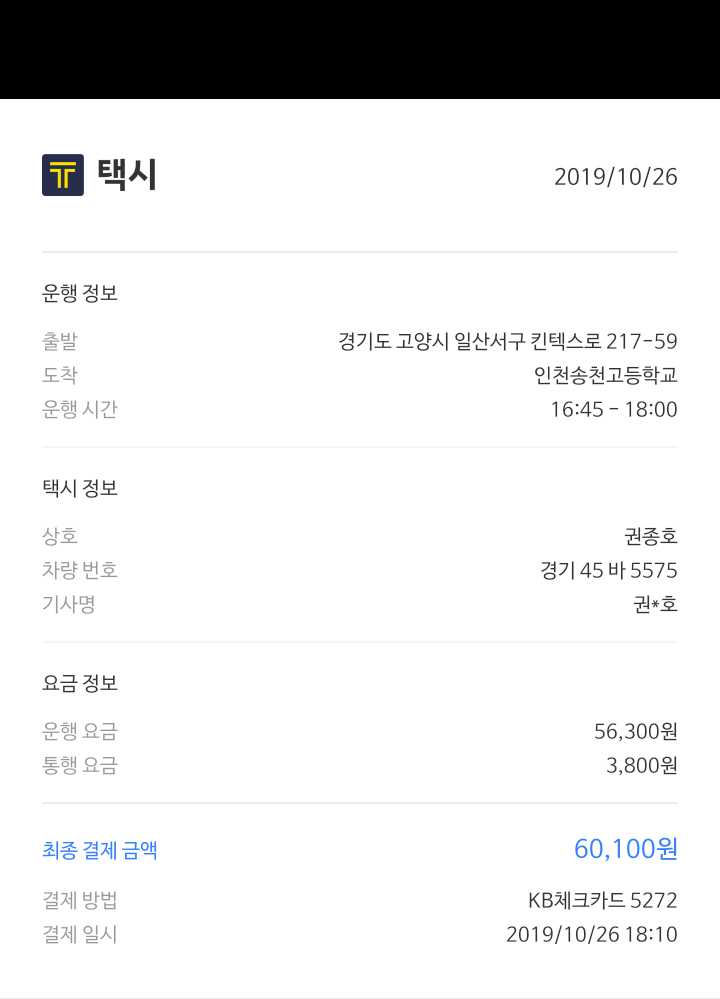 택시
2019/10/26
운행 정보
출발 경기도 고양시 일산서구 킨텍스로 217-59
도착 인천송천고등학교
운행 시간 16:45 - 18:00
택시 정보
상호 권종호
차량 번호 경기 45 바 5575
기사명 권*호
요금 정보
운행 요금 56,300원
통행 요금 3,800원
최종 결제 금액 60,100원
결제 방법 KB체크카드 5272
결제 일시 2019/10/26 18:10